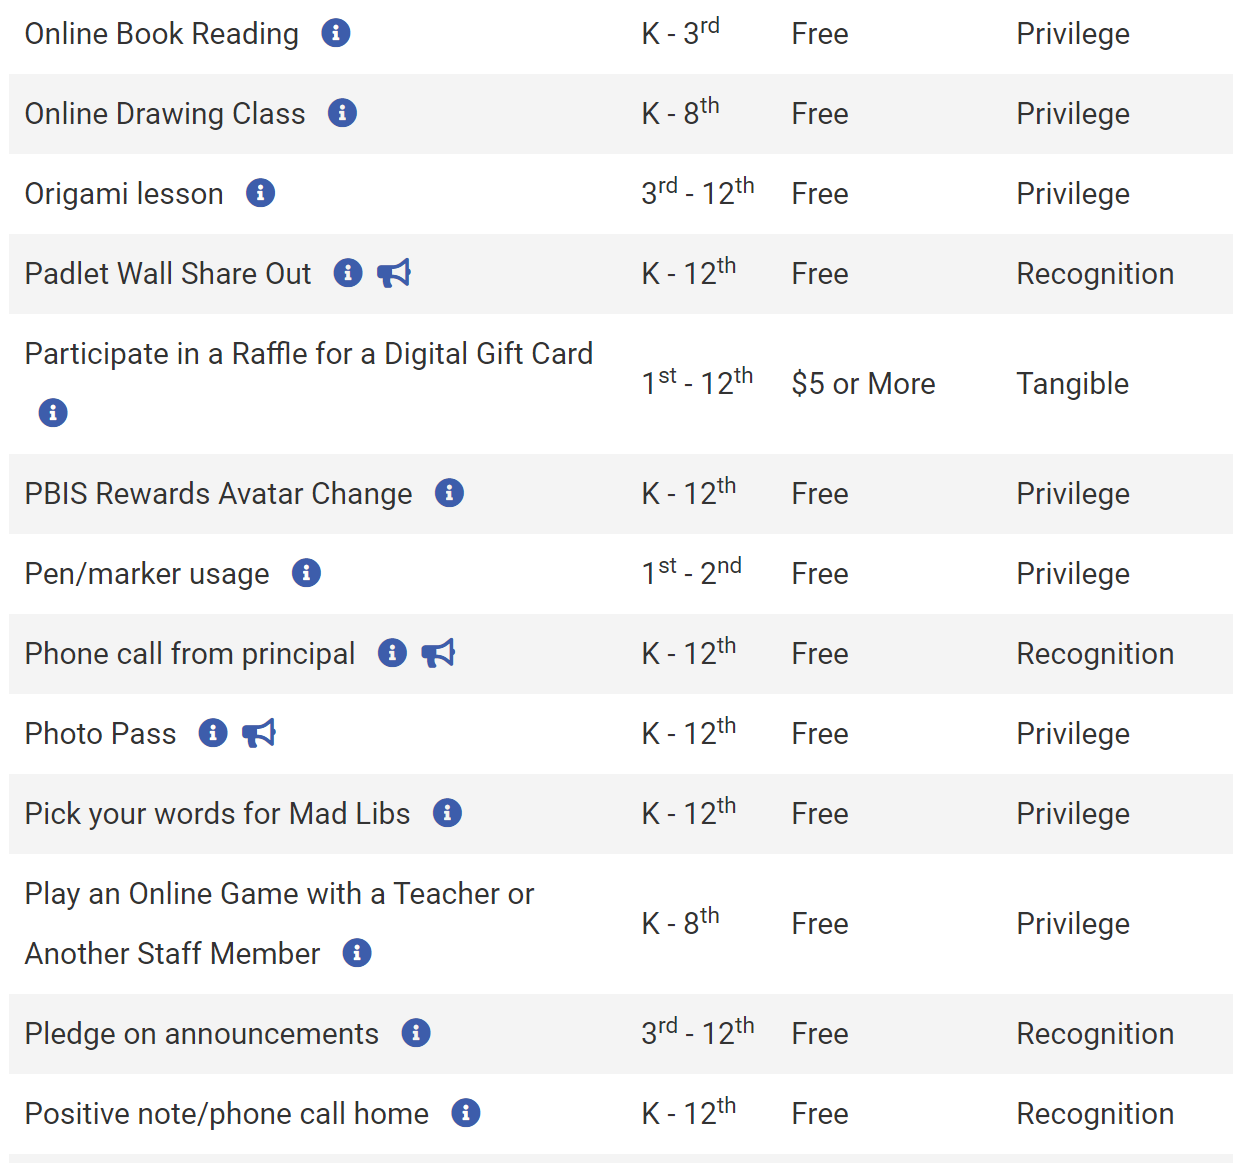 Online Book Reading K - 3rd Free Privilege
Online Drawing Class K - 8th Free Privilege
Origami lesson 3rd - 12th Free Privilege
Padlet Wall Share Out K - 12th Free Recognition
Participate in a Raffle for a Digital Gift Card 1st - 12th $5 or More Tangible
PBIS Rewards Avatar Change K - 12th Free Privilege
Pen/marker usage 1st - 2nd Free Privilege
Phone call from principal K - 12th Free Recognition
Photo Pass K - 12th Free Privilege
Pick your words for Mad Libs K - 12th Free Privilege
Play an Online Game with a Teacher or
Another Staff Member K - 8th Free Privilege
Pledge on announcements 3rd - 12th Free Recognition
Positive note/phone call home K - 12th Free Recognition